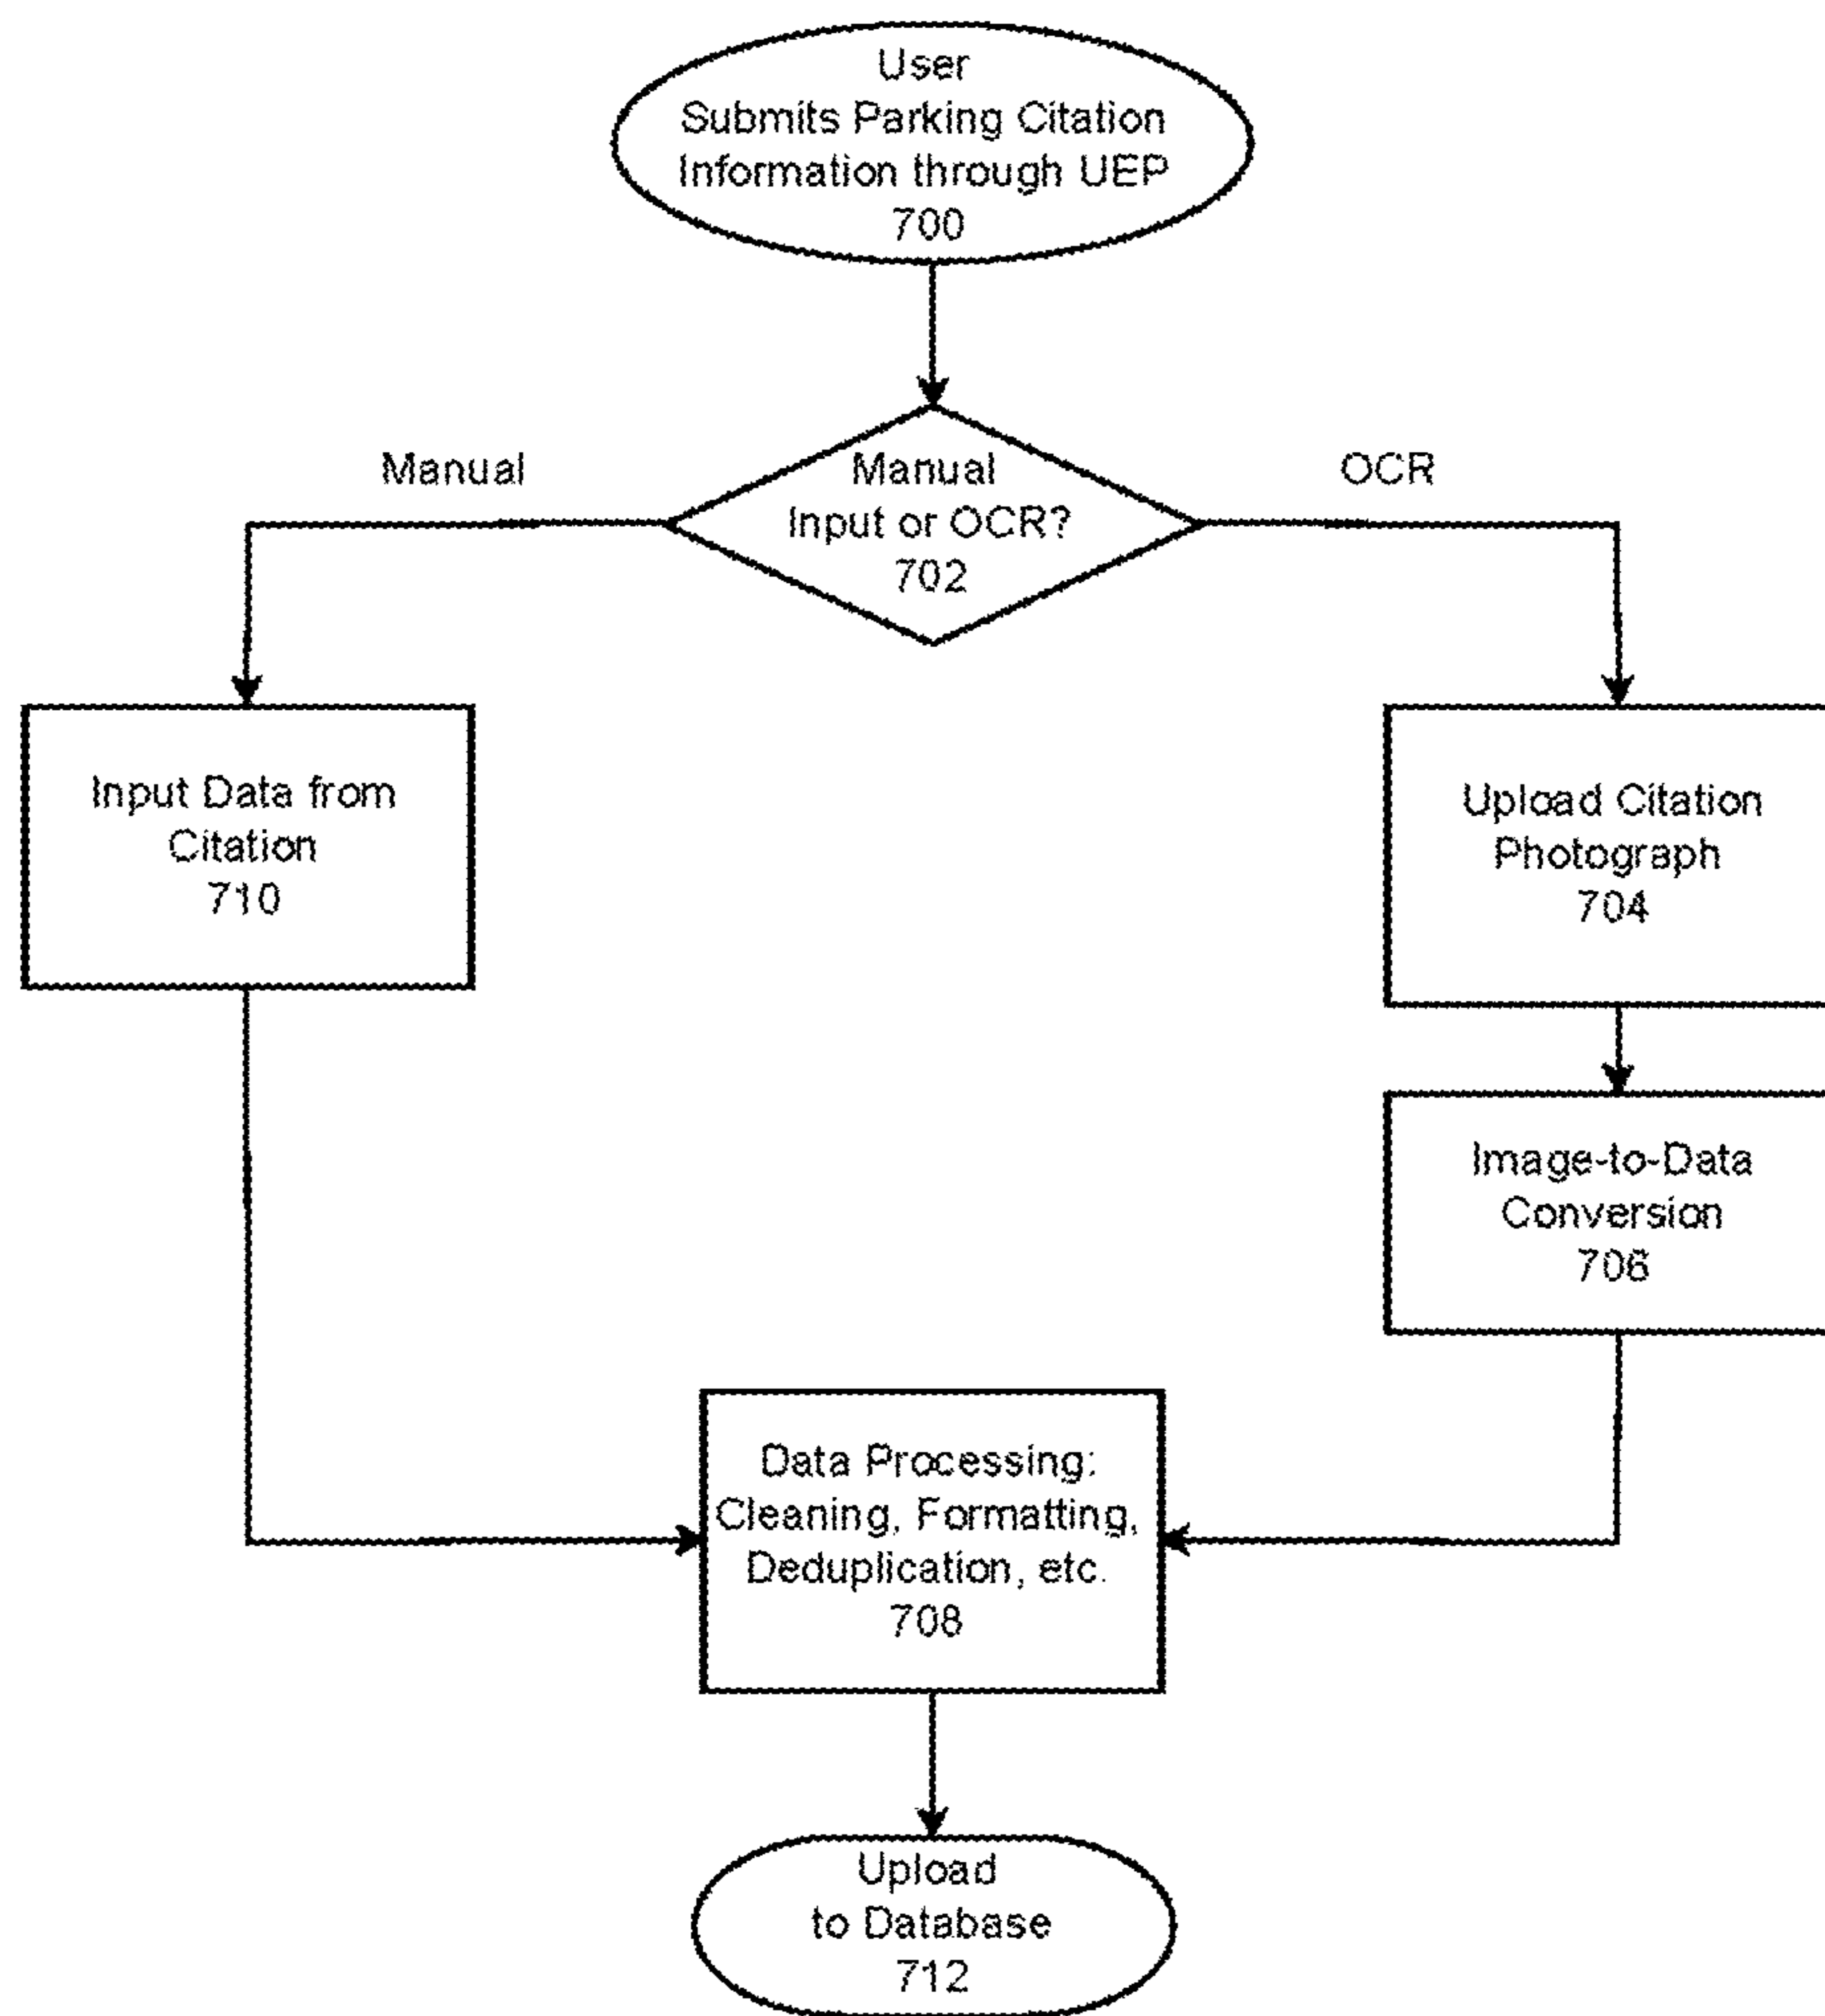 User
Submits Parking Citation
Information through UEP
700
Manual
Manual
Input or OCR?
702
OCR
Input Data from
Citation
710
Upload Citation
Photograph
704
Image-to-Data
Conversion
706
Data Processing:
Cleaning, Formatting,
Deduplication, etc.
708
Upload
to Database
712